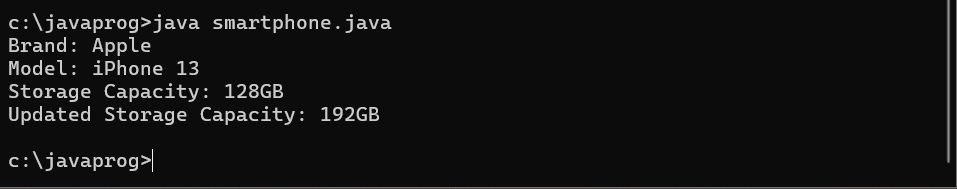 c:\javaprog>java smartphone.java
Brand: Apple
Model: iPhone 13
Storage Capacity: 128GB
Updated Storage Capacity: 192GB
c:\javaprog>